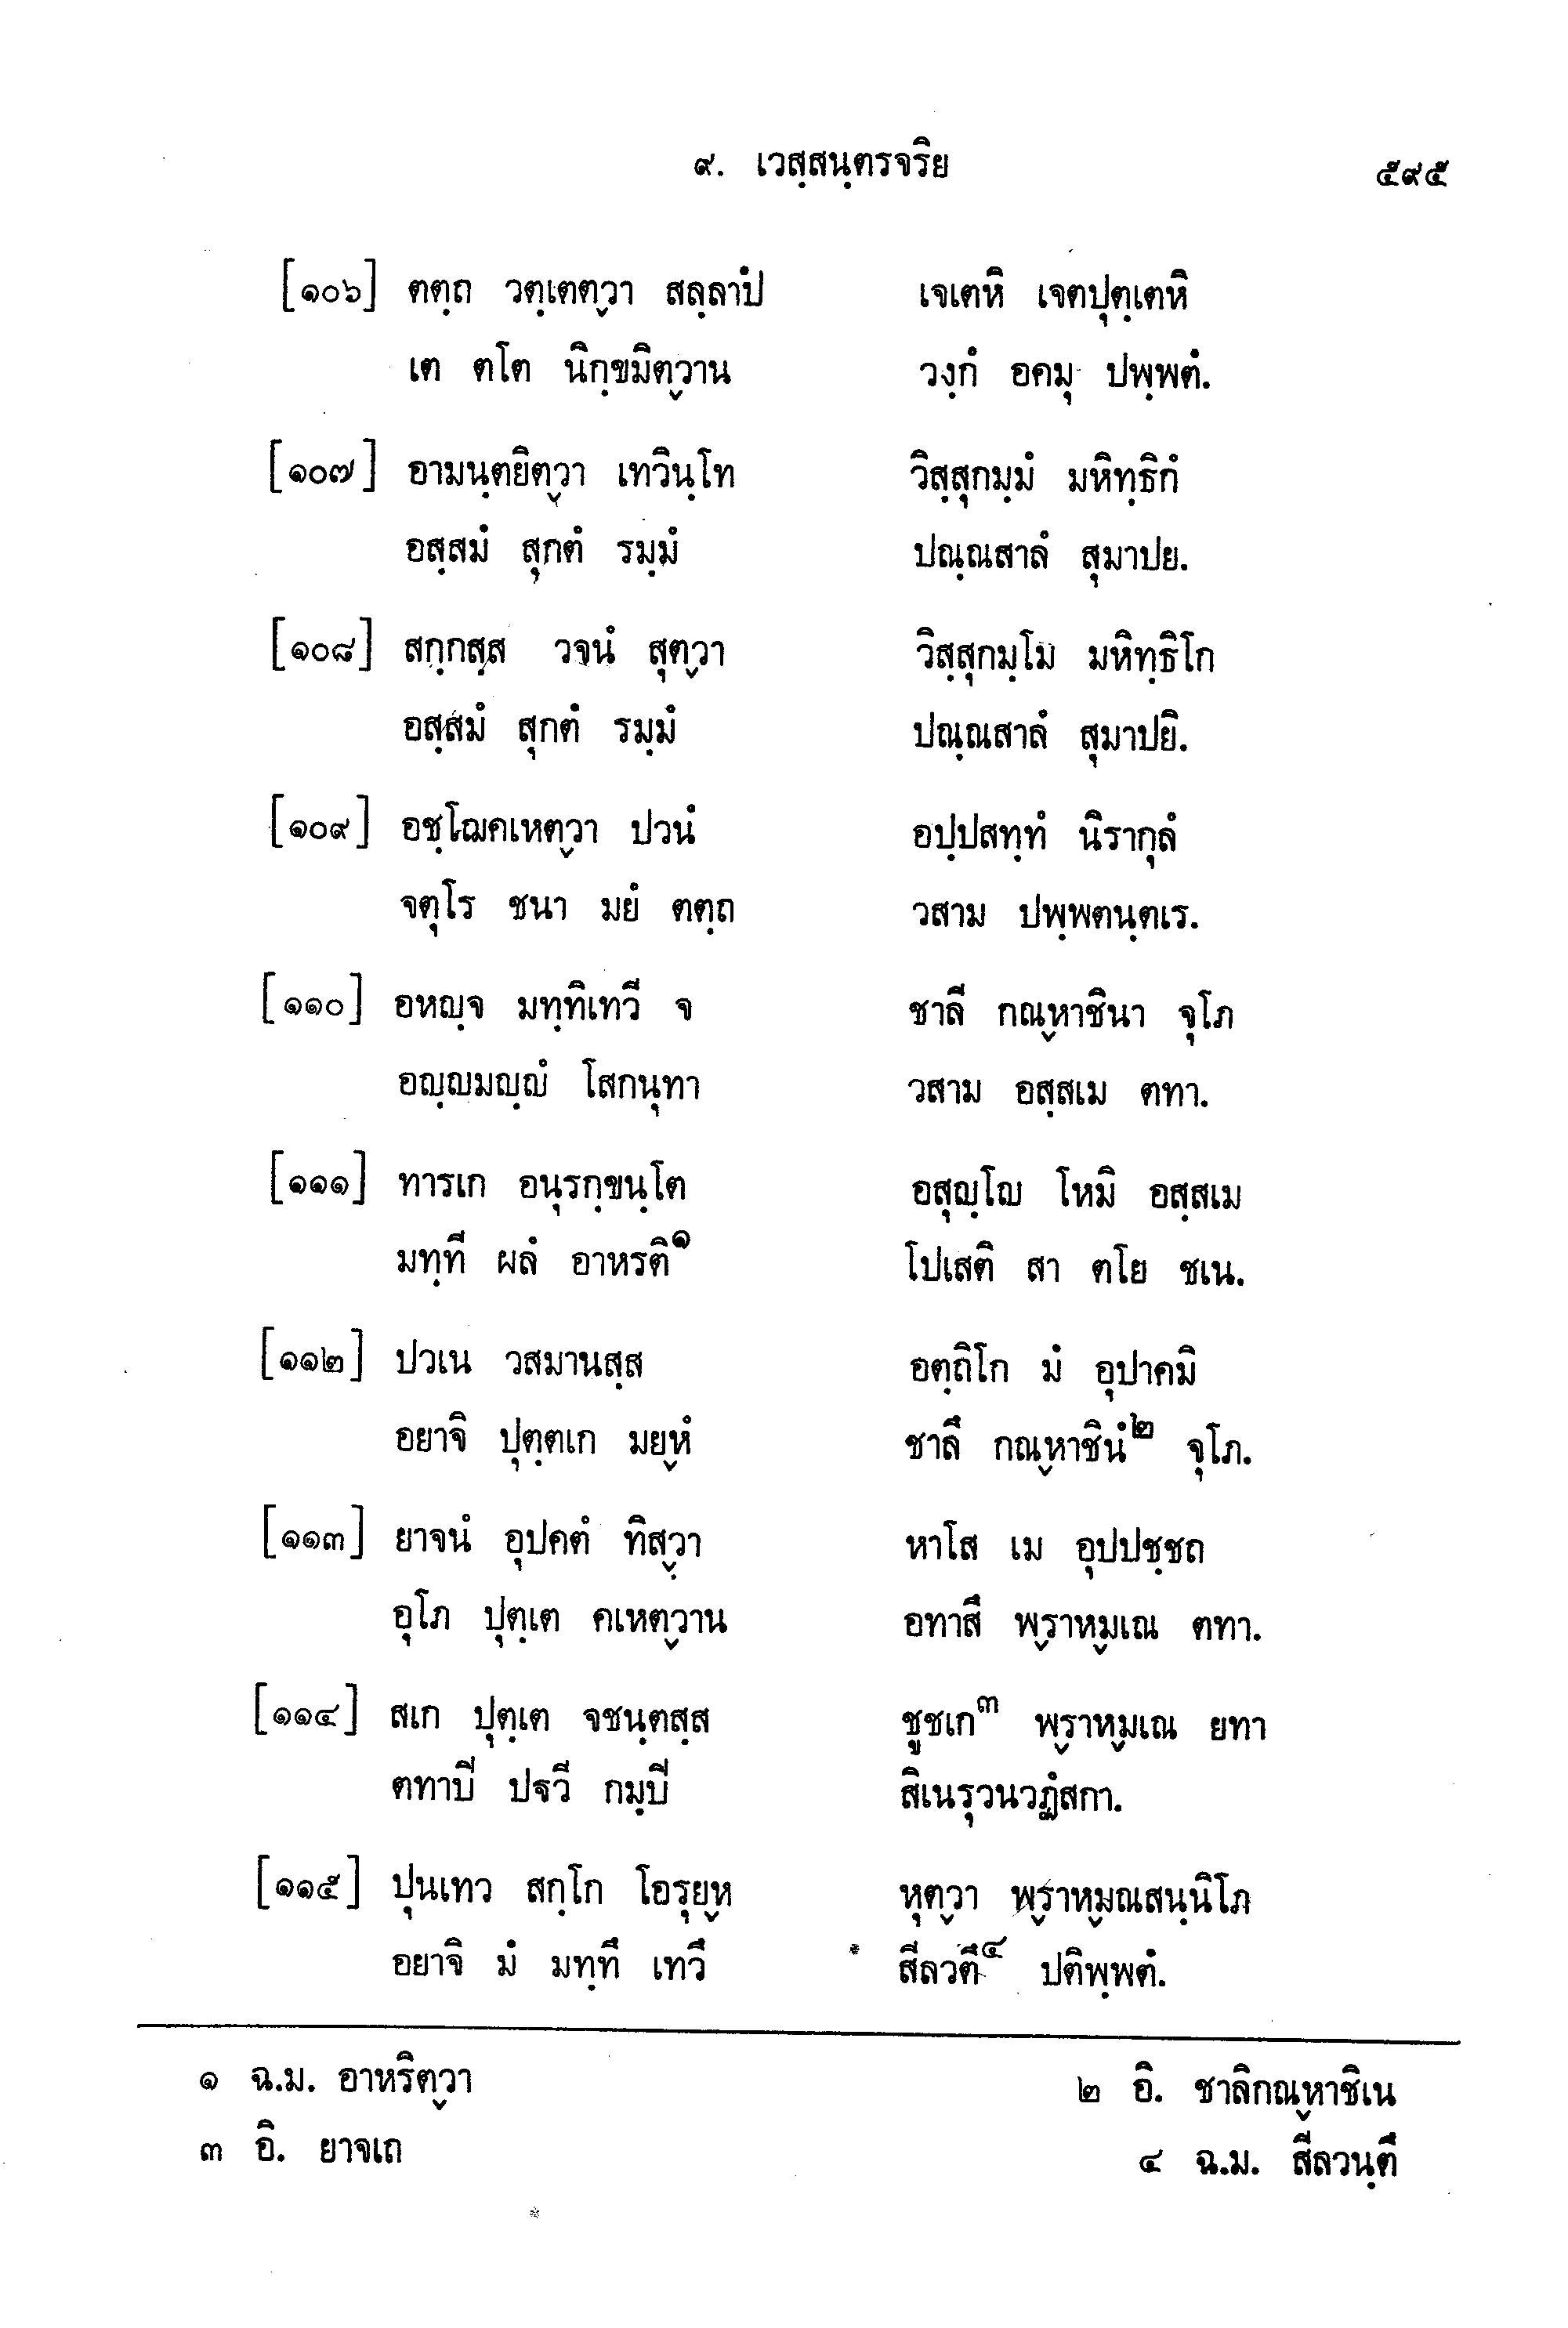 ๙. เวสฺสนฺตรจริย ๕๙๕
[๑๐๖] ตตฺถ วตฺเตตฺวา สลฺลาปํ เจเตหิ เจตปุตฺเตหิ
เต ตโต นิกฺขมิตฺวาน วงฺกํ อคมุ ปพฺพตํ.
[๑๐๗] อามนฺตยิตฺวา เทวินฺโท วิสฺสุกมฺมํ มหิทฺธิกํ
อสฺสมํ สุกตํ รมฺมํ ปณฺณสาลํ สุมาปย.
[๑๐๘] สกฺกสฺส วจนํ สุตฺวา วิสฺสุกมฺโม มหิทฺธิโก
อสฺสมํ สุกตํ รมฺมํ ปณฺณสาลํ สุมาปยิ.
[๑๐๙] อชฺโฌคเหตฺวา ปวนํ อปฺปสทฺทํ นิรากุลํ
จตุโร ชนา มยํ ตตฺถ วสาม ปพฺพตนฺตเร.
[๑๑๐] อหญฺจ มทฺทิเทวี จ ชาลี กณฺหาชินา จุโภ
อญฺญมญฺญํ โสกนุทา วสาม อสฺสเม ตทา.
[๑๑๑] ทารเก อนุรกฺขนฺโต อสุญฺโญ โหมิ อสฺสเม
มทฺที ผลํ อาหรติ๑ โปเสติ สา ตโย ชเน.
[๑๑๒] ปวเน วสมานสฺส อตฺถิโก มํ อุปาคมิ
อยาจิ ปุตฺตเก มยฺหํ ชาลึ กณฺหาชินํ๒ จุโภ.
[๑๑๓] ยาจนํ อุปคตํ ทิสฺวา หาโส เม อุปปชฺชถ
อุโภ ปุตฺเต คเหตฺวาน อทาสึ พฺราหฺมเณ ตทา.
[๑๑๔] สเก ปุตฺเต จชนฺตสฺส ชูชเก๓ พฺราหฺมเณ ยทา
ตทาปี ปฐวี กมฺปี สิเนรุวนวฏํสกา.
[๑๑๕] ปุนเทว สกฺโก โอรุยฺห หุตฺวา พฺราหฺมณสนฺนิโภ
อยาจิ มํ มทฺทึ เทวึ สีลวตึ๔ ปติพฺพตํ.
๑ ฉ.ม. อาหริตฺวา ๒ อิ. ชาลิกณฺหาชิเน
๓ อิ. ยาจเถ ๔ ฉ.ม. สีลวนฺตึ